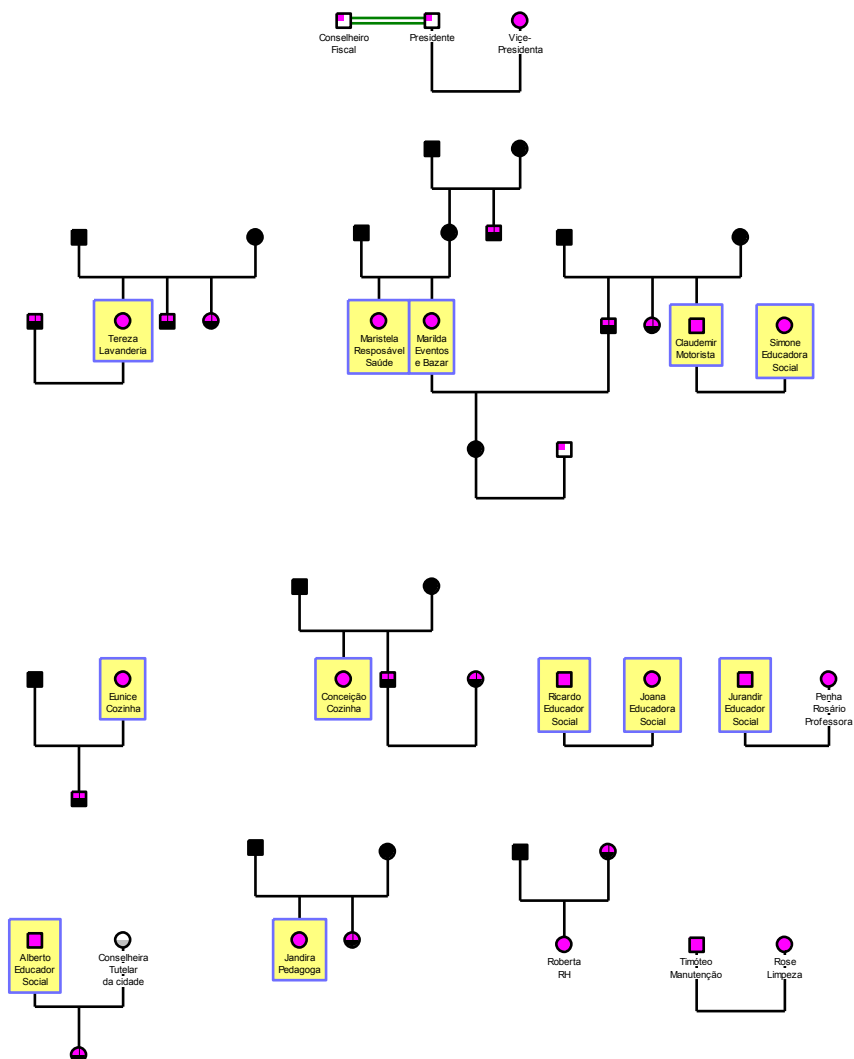 Conselheiro
Fiscal
Presidente
Vice-
Presidenta
Tereza
Lavanderia
Maristela
Resposável
Saúde
Marilda
Eventos
e Bazar
Claudemir
Motorista
Simone
Educadora
Social
Eunice
Cozinha
Conceição
Cozinha
Ricardo
Educador
Social
Joana
Educadora
Social
Jurandir
Educador
Social
Penha
Rosário
Professora
Alberto
Educador
Social
Conselheira
Tutelar
da cidade
Jandira
Pedagoga
Roberta
RH
Timóteo
Manutenção
Rose
Limpeza